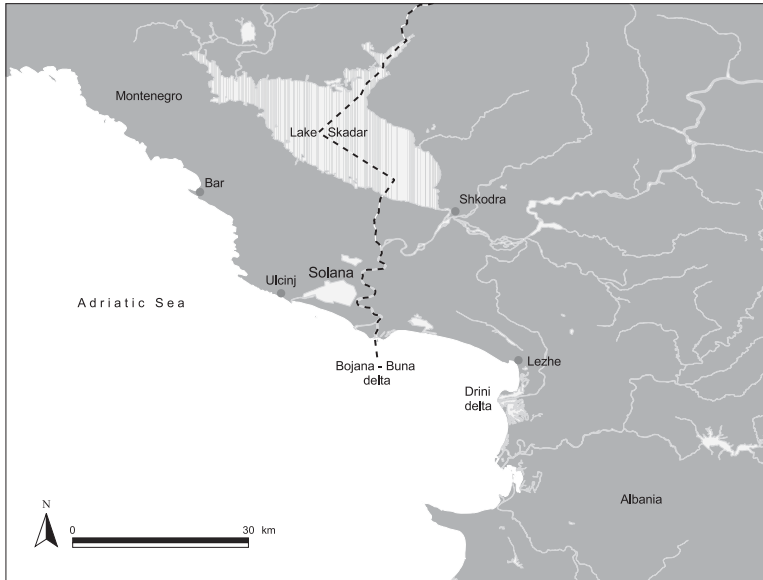 Montenegro
Lake Skadar
Bar
Shkodra
Solana
Ulcinj
Adriatic Sea
Bojana - Buna
delta
Lezhe
Drini
delta
Albania
N
0
30 km